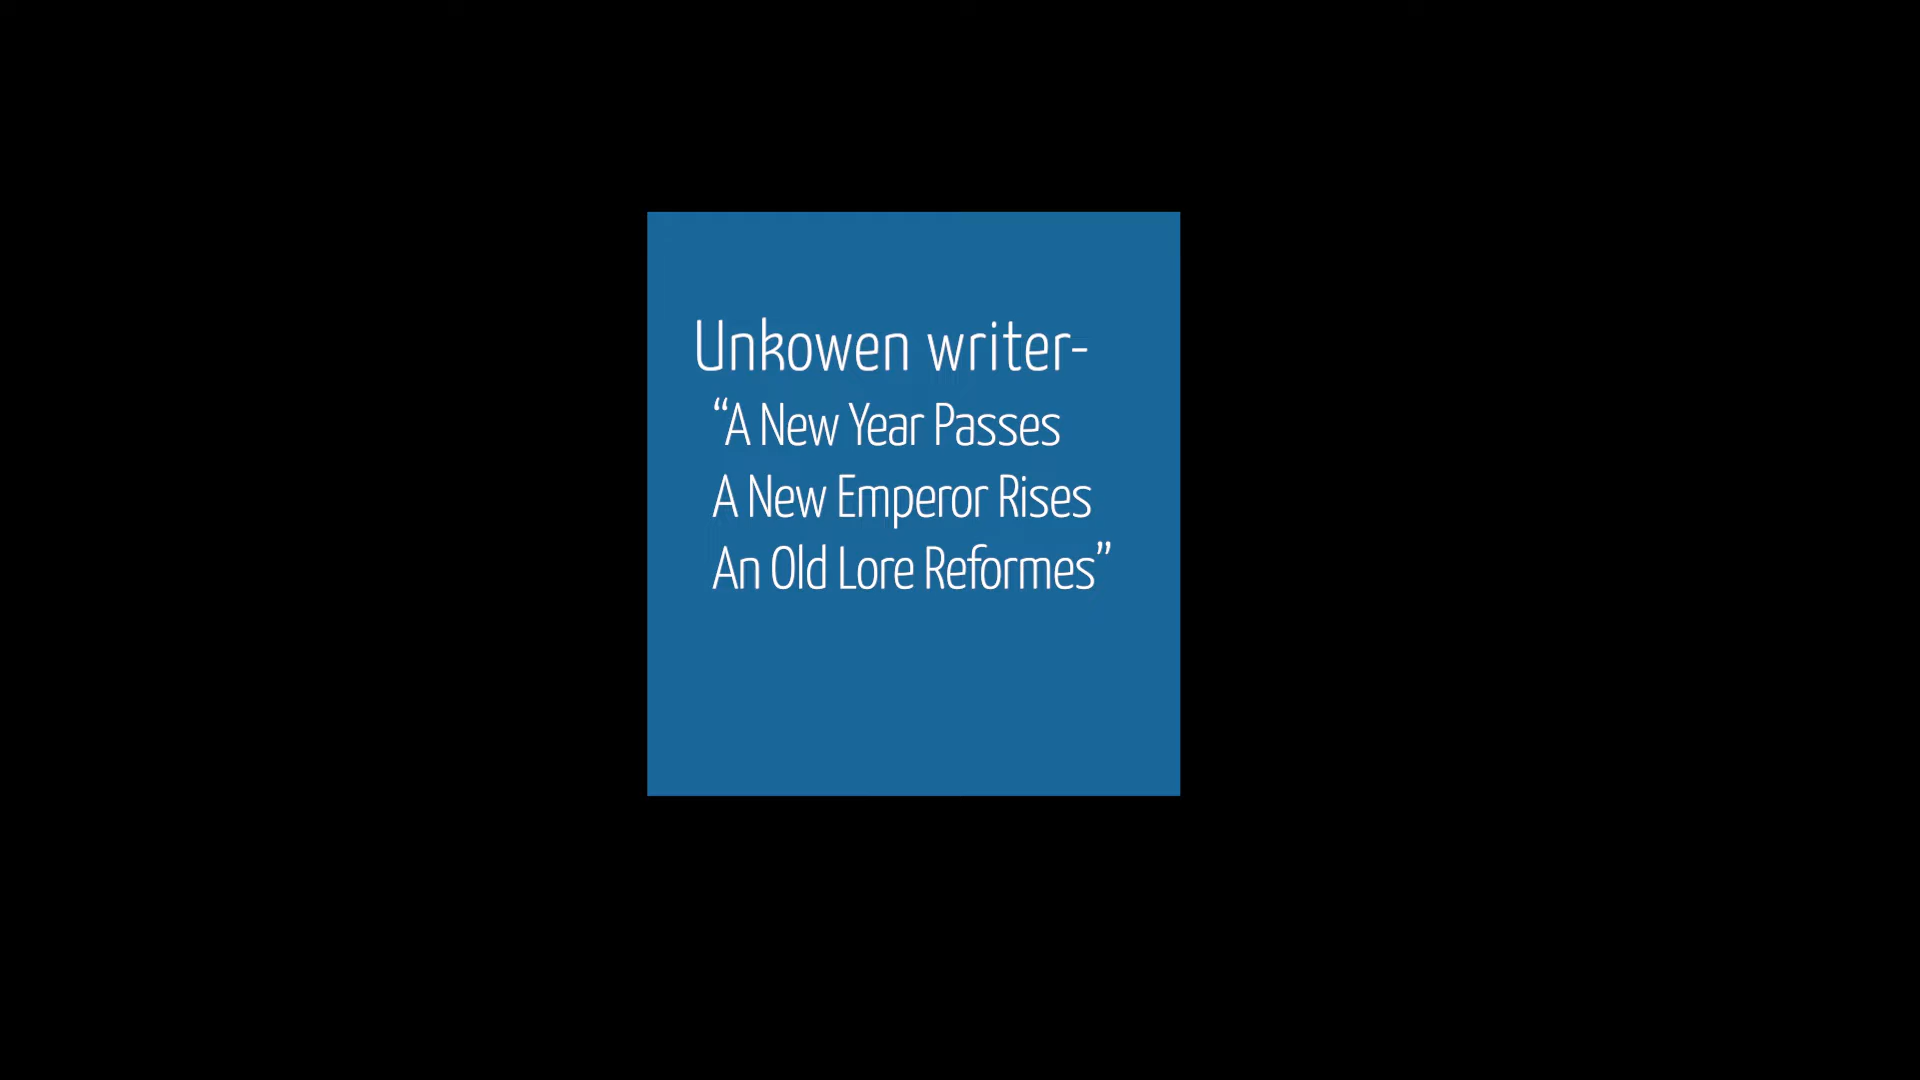 Unkowen writer-
“A New Year Passes
A New Emperor Rises
An Old Lore Reformes”